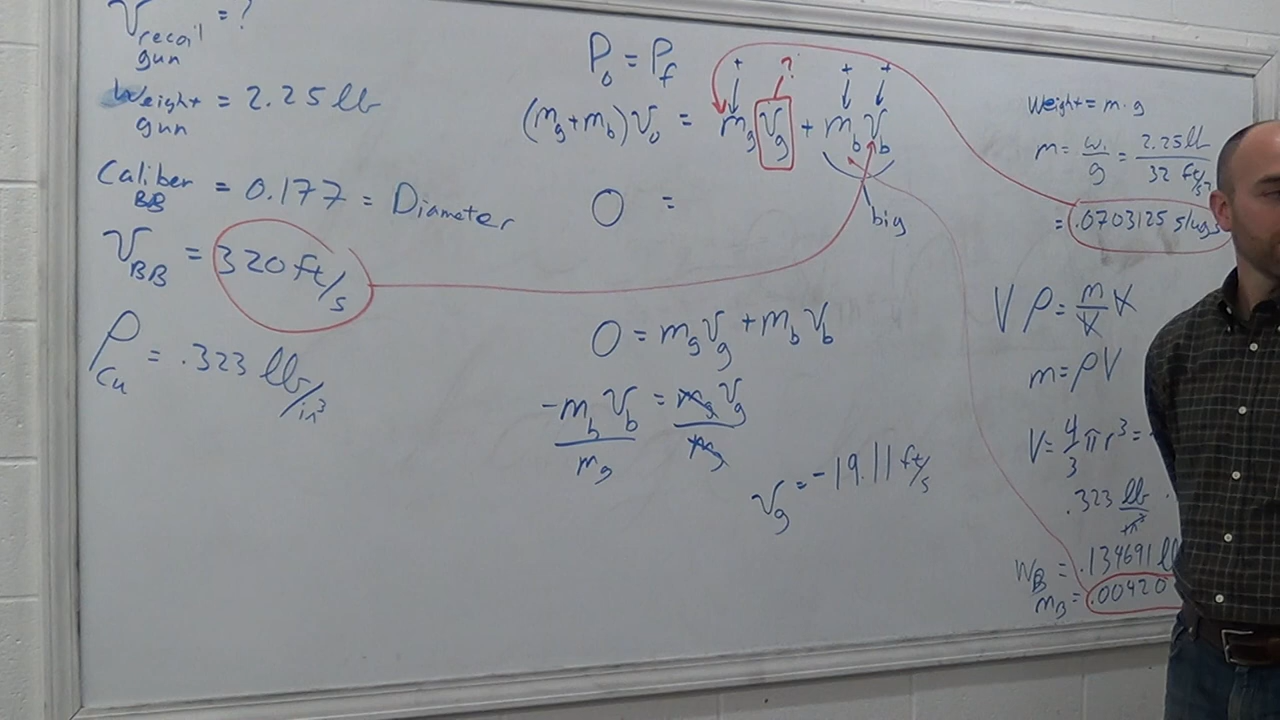 V recoil gun = ?
Weight gun = 2.25 lb
Caliber BB = 0.177 = Diameter
V BB = 320 ft/s
ρ Cu = .323 lb/in³
P₀ = P_f
+ ? + +
(m_g + m_b) V₀ = m_g V_g + m_b V_b
0 =
big
0 = m_g V_g + m_b V_b
-m_b V_b / m_g = m_g V_g / m_g
V_g = -19.11 ft/s
Weight = m · g
m = w/g = 2.25 lb / 32 ft/s²
= .0703125 slugs
V ρ = m/V V
m = ρV
V = 4/3 π r³ =
.323 lb/in³ ·
W_B = .134691 lb
m_B = .00420